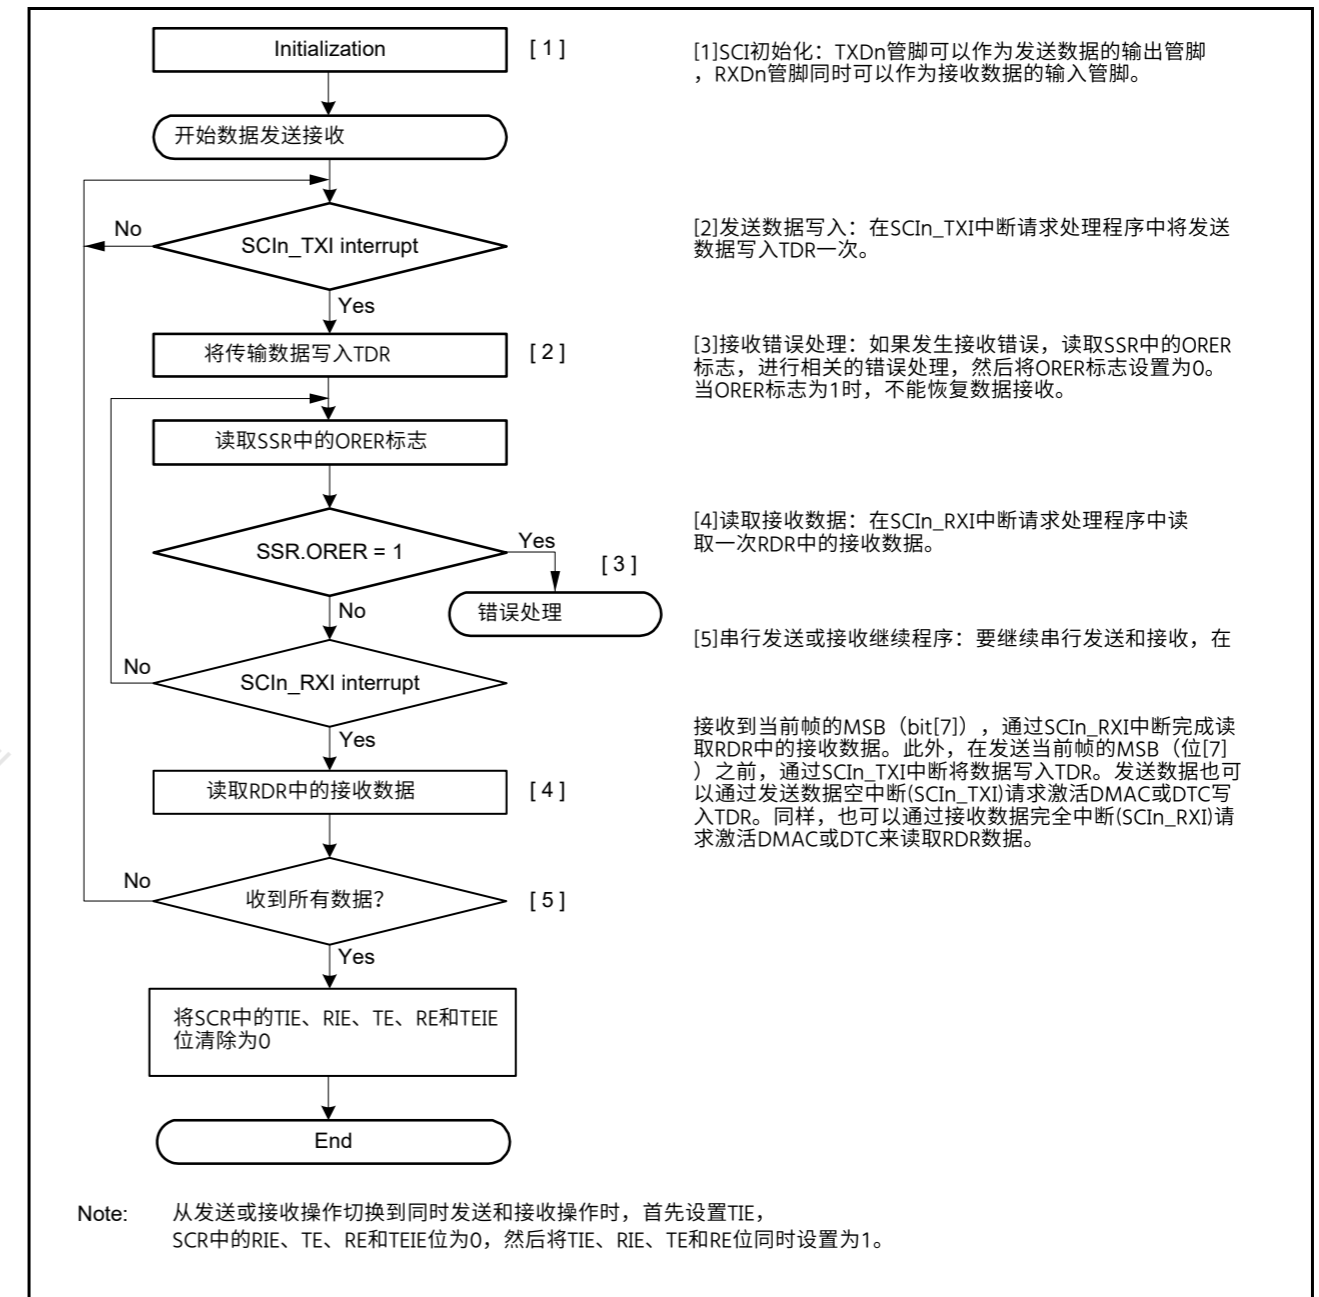 Initialization
[ 1 ]
开始数据发送接收
No
SCIn_TXI interrupt
Yes
将传输数据写入TDR
[ 2 ]
读取SSR中的ORER标志
SSR.ORER = 1
Yes
[ 3 ]
错误处理
No
No
SCIn_RXI interrupt
Yes
读取RDR中的接收数据
[ 4 ]
No
收到所有数据?
[ 5 ]
Yes
将SCR中的TIE、RIE、TE、RE和TEIE
位清除为0
End
[1]SCI初始化：TXDn管脚可以作为发送数据的输出管脚
，RXDn管脚同时可以作为接收数据的输入管脚。
[2]发送数据写入：在SCIn_TXI中断请求处理程序中将发送
数据写入TDR一次。
[3]接收错误处理：如果发生接收错误，读取SSR中的ORER
标志，进行相关的错误处理，然后将ORER标志设置为0。
当ORER标志为1时，不能恢复数据接收。
[4]读取接收数据：在SCIn_RXI中断请求处理程序中读
取一次RDR中的接收数据。
[5]串行发送或接收继续程序：要继续串行发送和接收，在
接收到当前帧的MSB（bit[7]），通过SCIn_RXI中断完成读
取RDR中的接收数据。此外，在发送当前帧的MSB（位[7]
）之前，通过SCIn_TXI中断将数据写入TDR。发送数据也可
以通过发送数据空中断(SCIn_TXI)请求激活DMAC或DTC写
入TDR。同样，也可以通过接收数据完全中断(SCIn_RXI)请
求激活DMAC或DTC来读取RDR数据。
Note: 从发送或接收操作切换到同时发送和接收操作时，首先设置TIE，
SCR中的RIE、TE、RE和TEIE位为0，然后将TIE、RIE、TE和RE位同时设置为1。